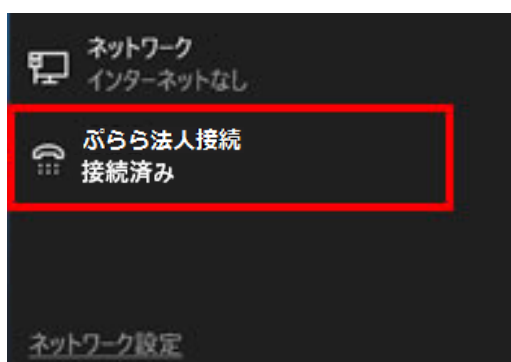 ネットワーク
インターネットなし
ぷらら法人接続
接続済み
ネットワーク設定